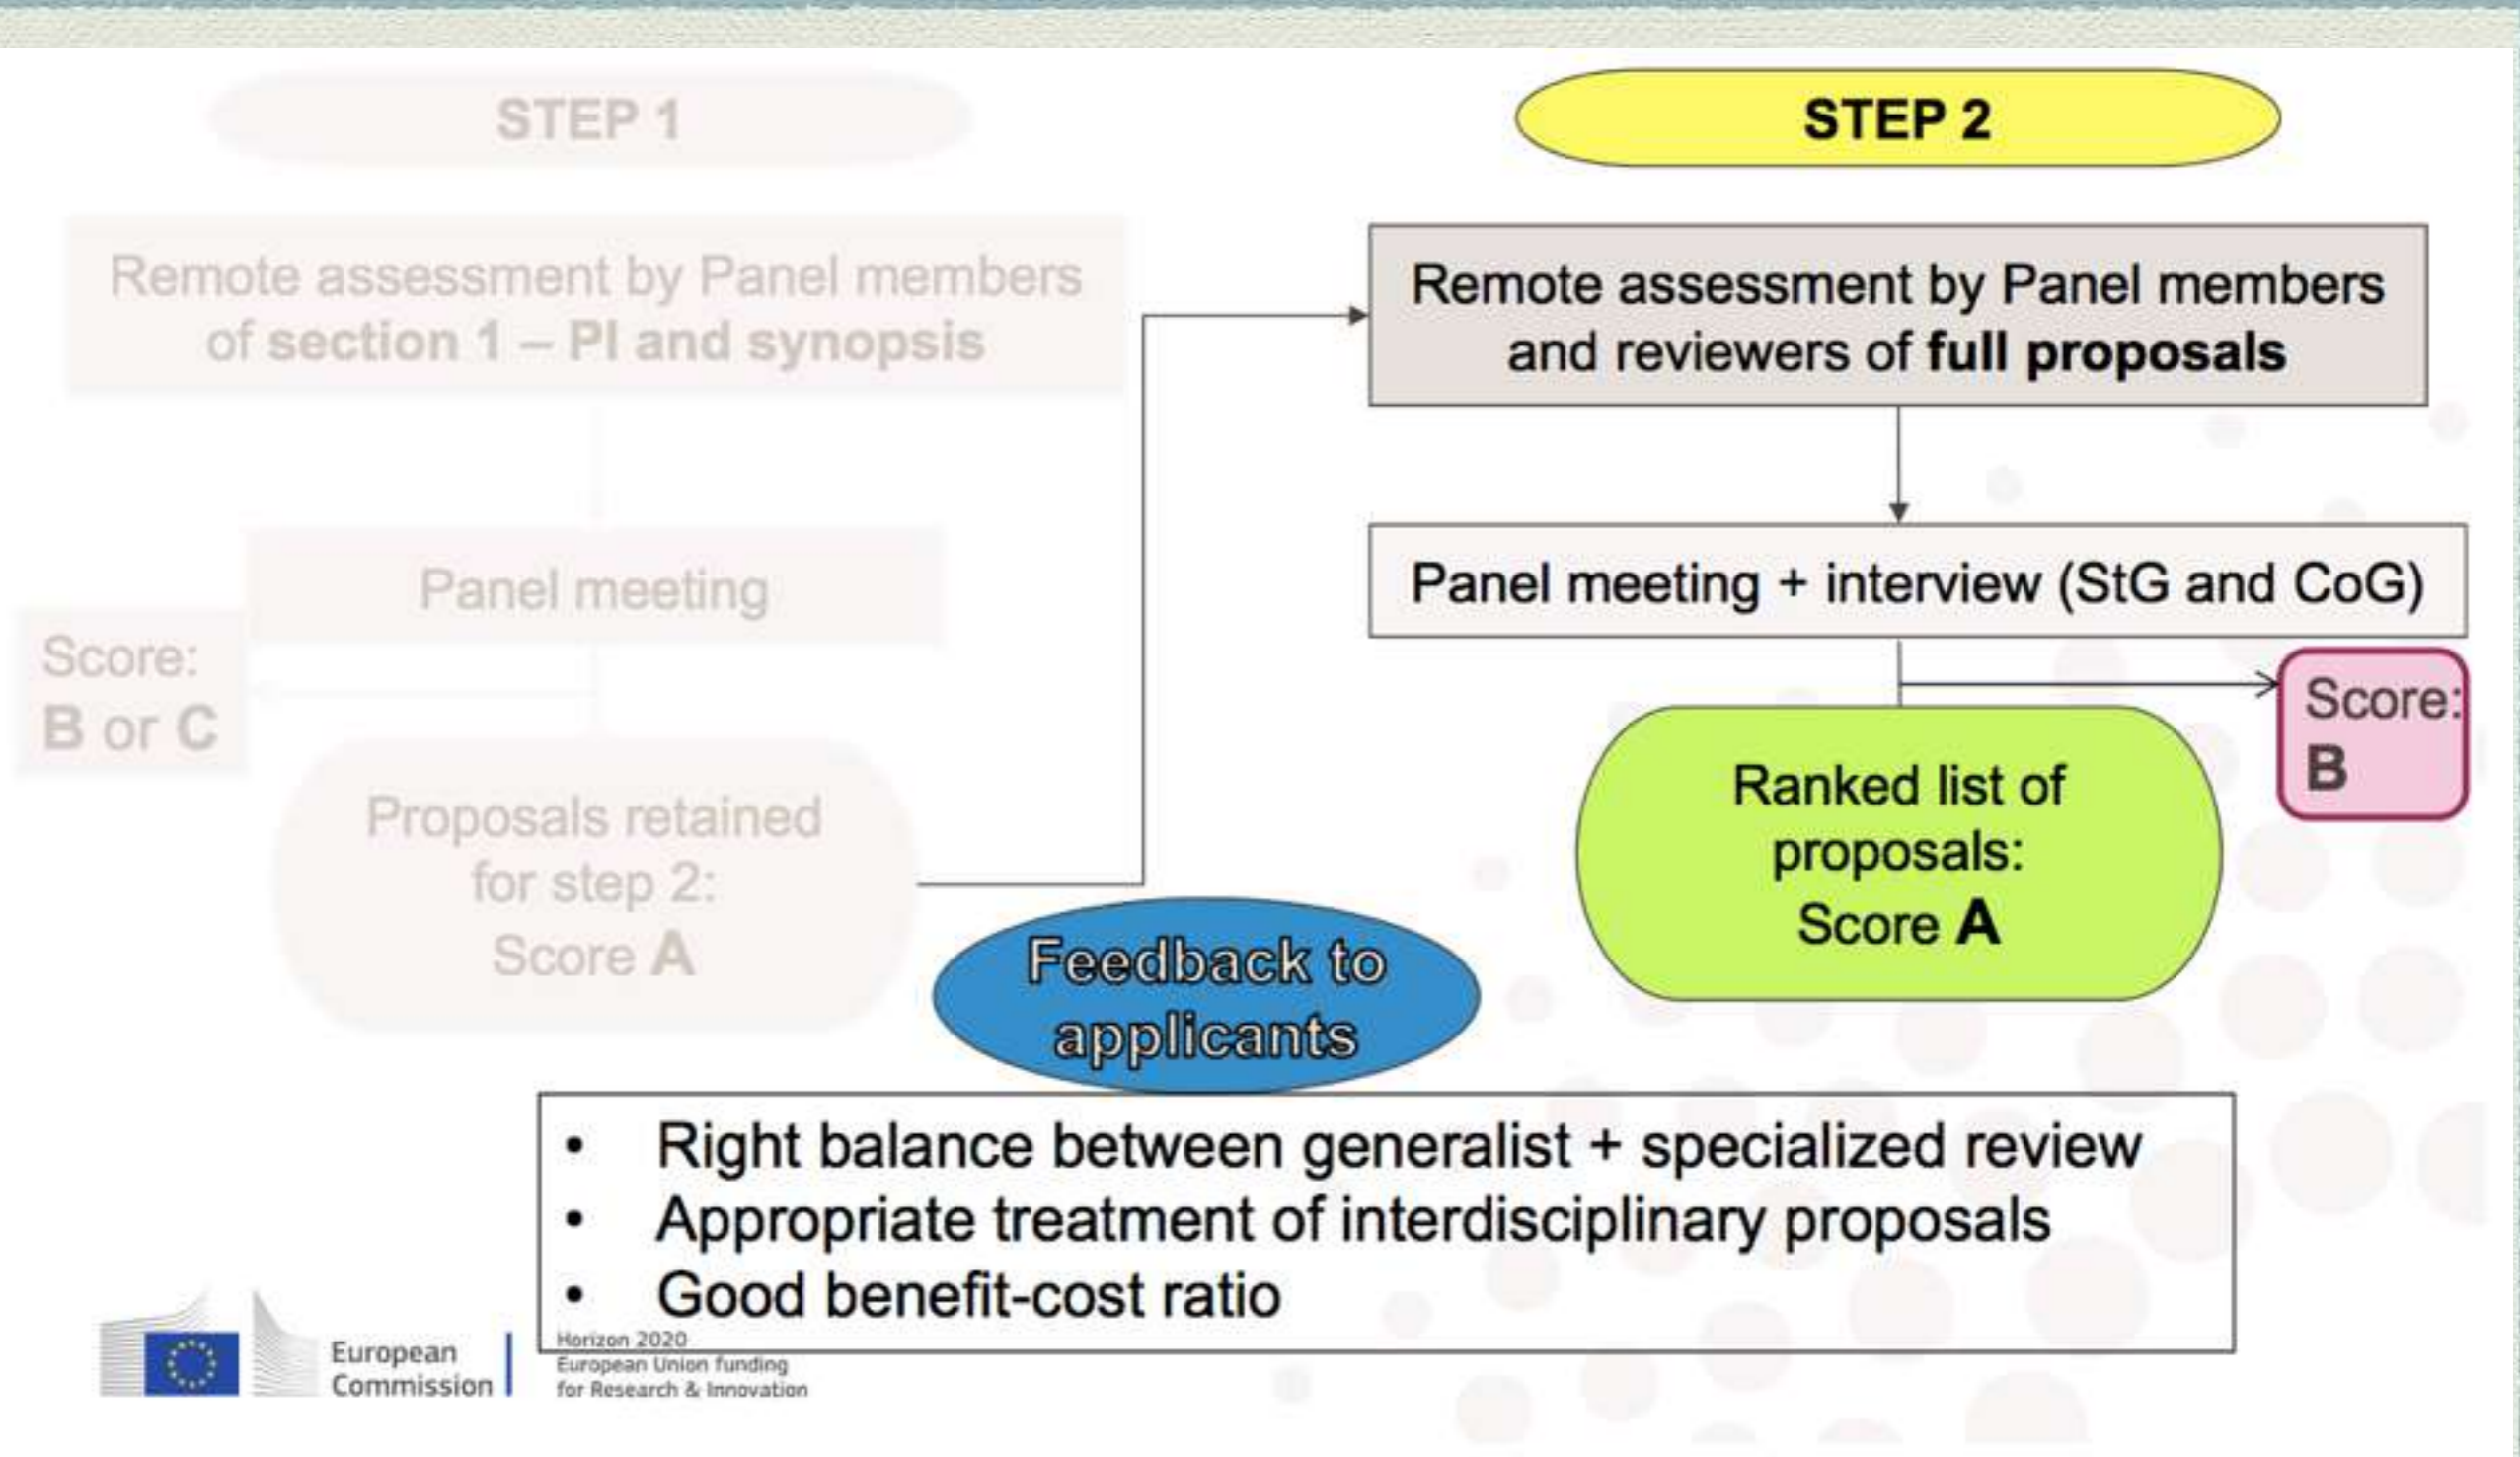 STEP 1
Remote assessment by Panel members
of section 1 – PI and synopsis
Panel meeting
Score:
B or C
Proposals retained
for step 2:
Score A
STEP 2
Remote assessment by Panel members
and reviewers of full proposals
Panel meeting + interview (StG and CoG)
Score:
B
Ranked list of
proposals:
Score A
Feedback to
applicants
• Right balance between generalist + specialized review
• Appropriate treatment of interdisciplinary proposals
• Good benefit-cost ratio
European
Commission
Horizon 2020
European Union funding
for Research & Innovation